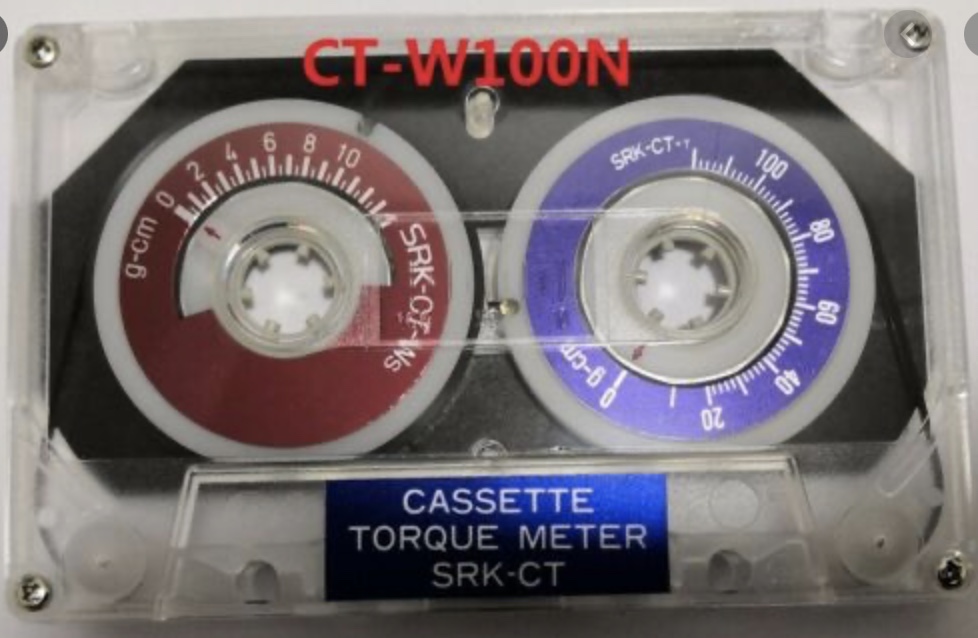 CT-W100N
g-cm 0 2 4 6 8 10
SRK-CT-Ws
SRK-CT-T
100 80 60 40 20 0 g-cm
CASSETTE
TORQUE METER
SRK-CT